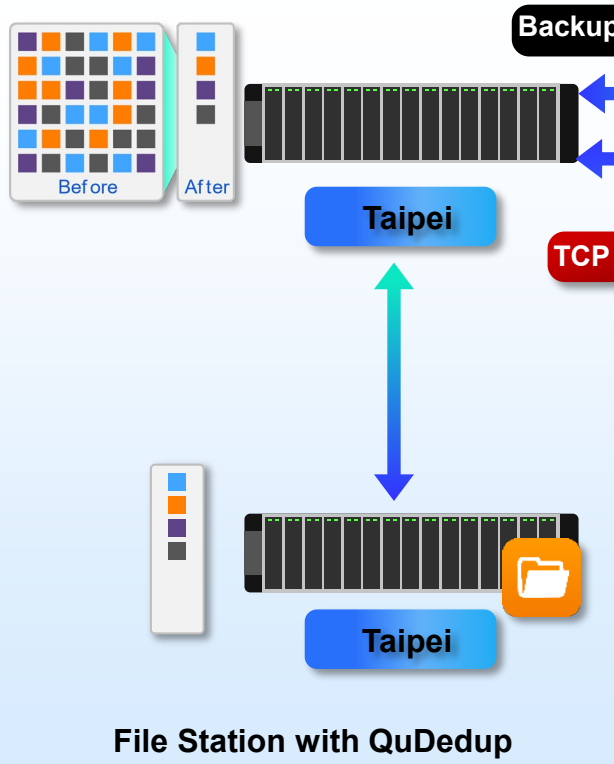 Backup
Before
After
Taipei
TCP
Taipei
File Station with QuDedup